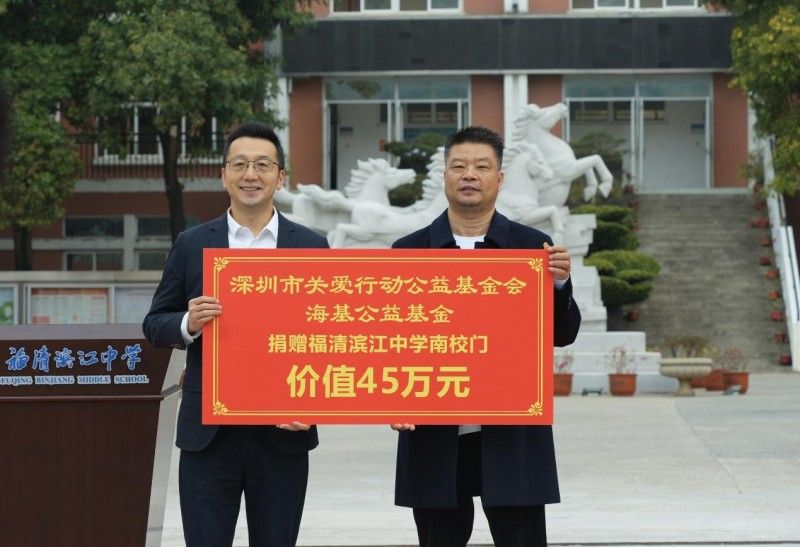 深圳市关爱行动公益基金会
海基公益基金
捐赠福清滨江中学南校门
价值45万元
福清滨江中学
FUQING BINJIANG MIDDLE SCHOOL